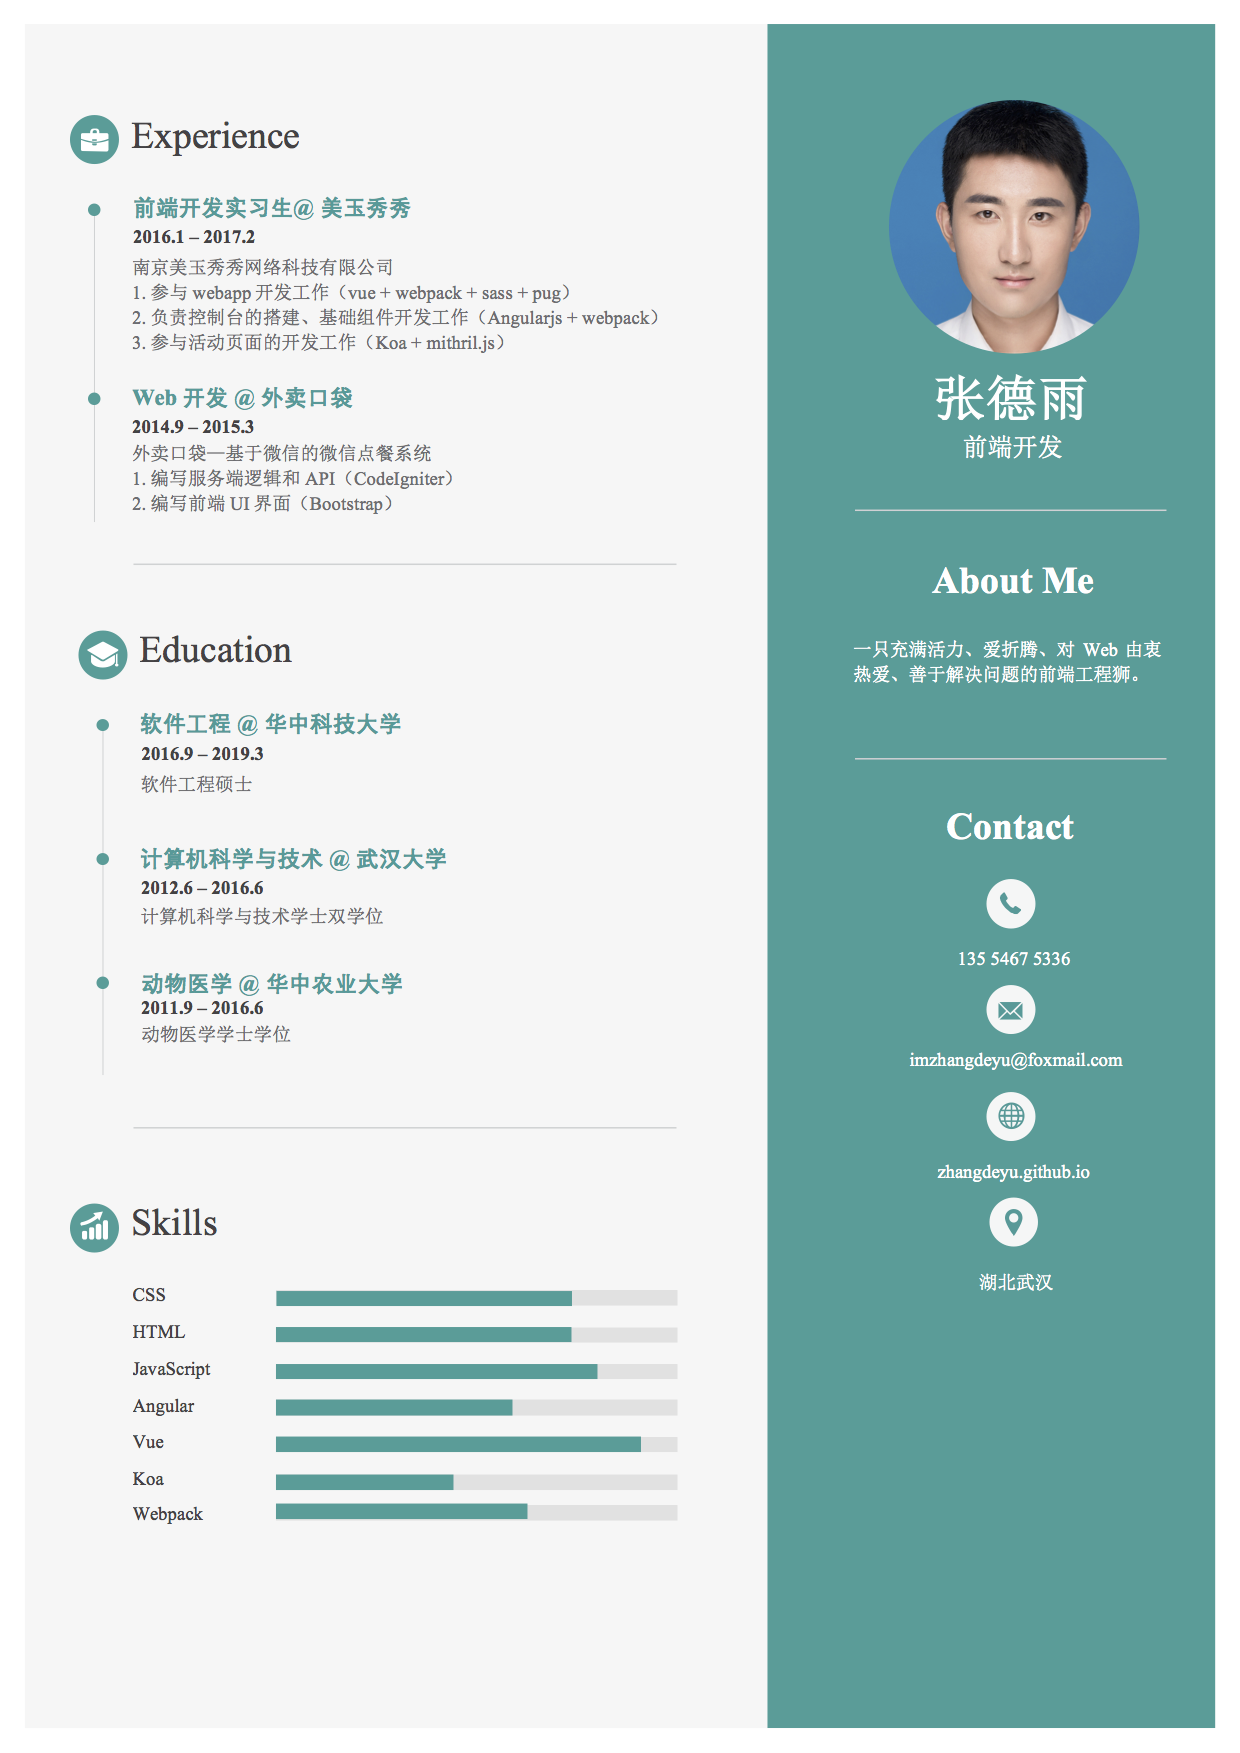 Experience
前端开发实习生@ 美玉秀秀
2016.1 – 2017.2
南京美玉秀秀网络科技有限公司
1. 参与 webapp 开发工作（vue + webpack + sass + pug）
2. 负责控制台的搭建、基础组件开发工作（Angularjs + webpack）
3. 参与活动页面的开发工作（Koa + mithril.js）
Web 开发 @ 外卖口袋
2014.9 – 2015.3
外卖口袋—基于微信的微信点餐系统
1. 编写服务端逻辑和 API（CodeIgniter）
2. 编写前端 UI 界面（Bootstrap）
Education
软件工程 @ 华中科技大学
2016.9 – 2019.3
软件工程硕士
计算机科学与技术 @ 武汉大学
2012.6 – 2016.6
计算机科学与技术学士双学位
动物医学 @ 华中农业大学
2011.9 – 2016.6
动物医学学士学位
Skills
CSS
HTML
JavaScript
Angular
Vue
Koa
Webpack
张德雨
前端开发
About Me
一只充满活力、爱折腾、对 Web 由衷
热爱、善于解决问题的前端工程狮。
Contact
135 5467 5336
imzhangdeyu@foxmail.com
zhangdeyu.github.io
湖北武汉